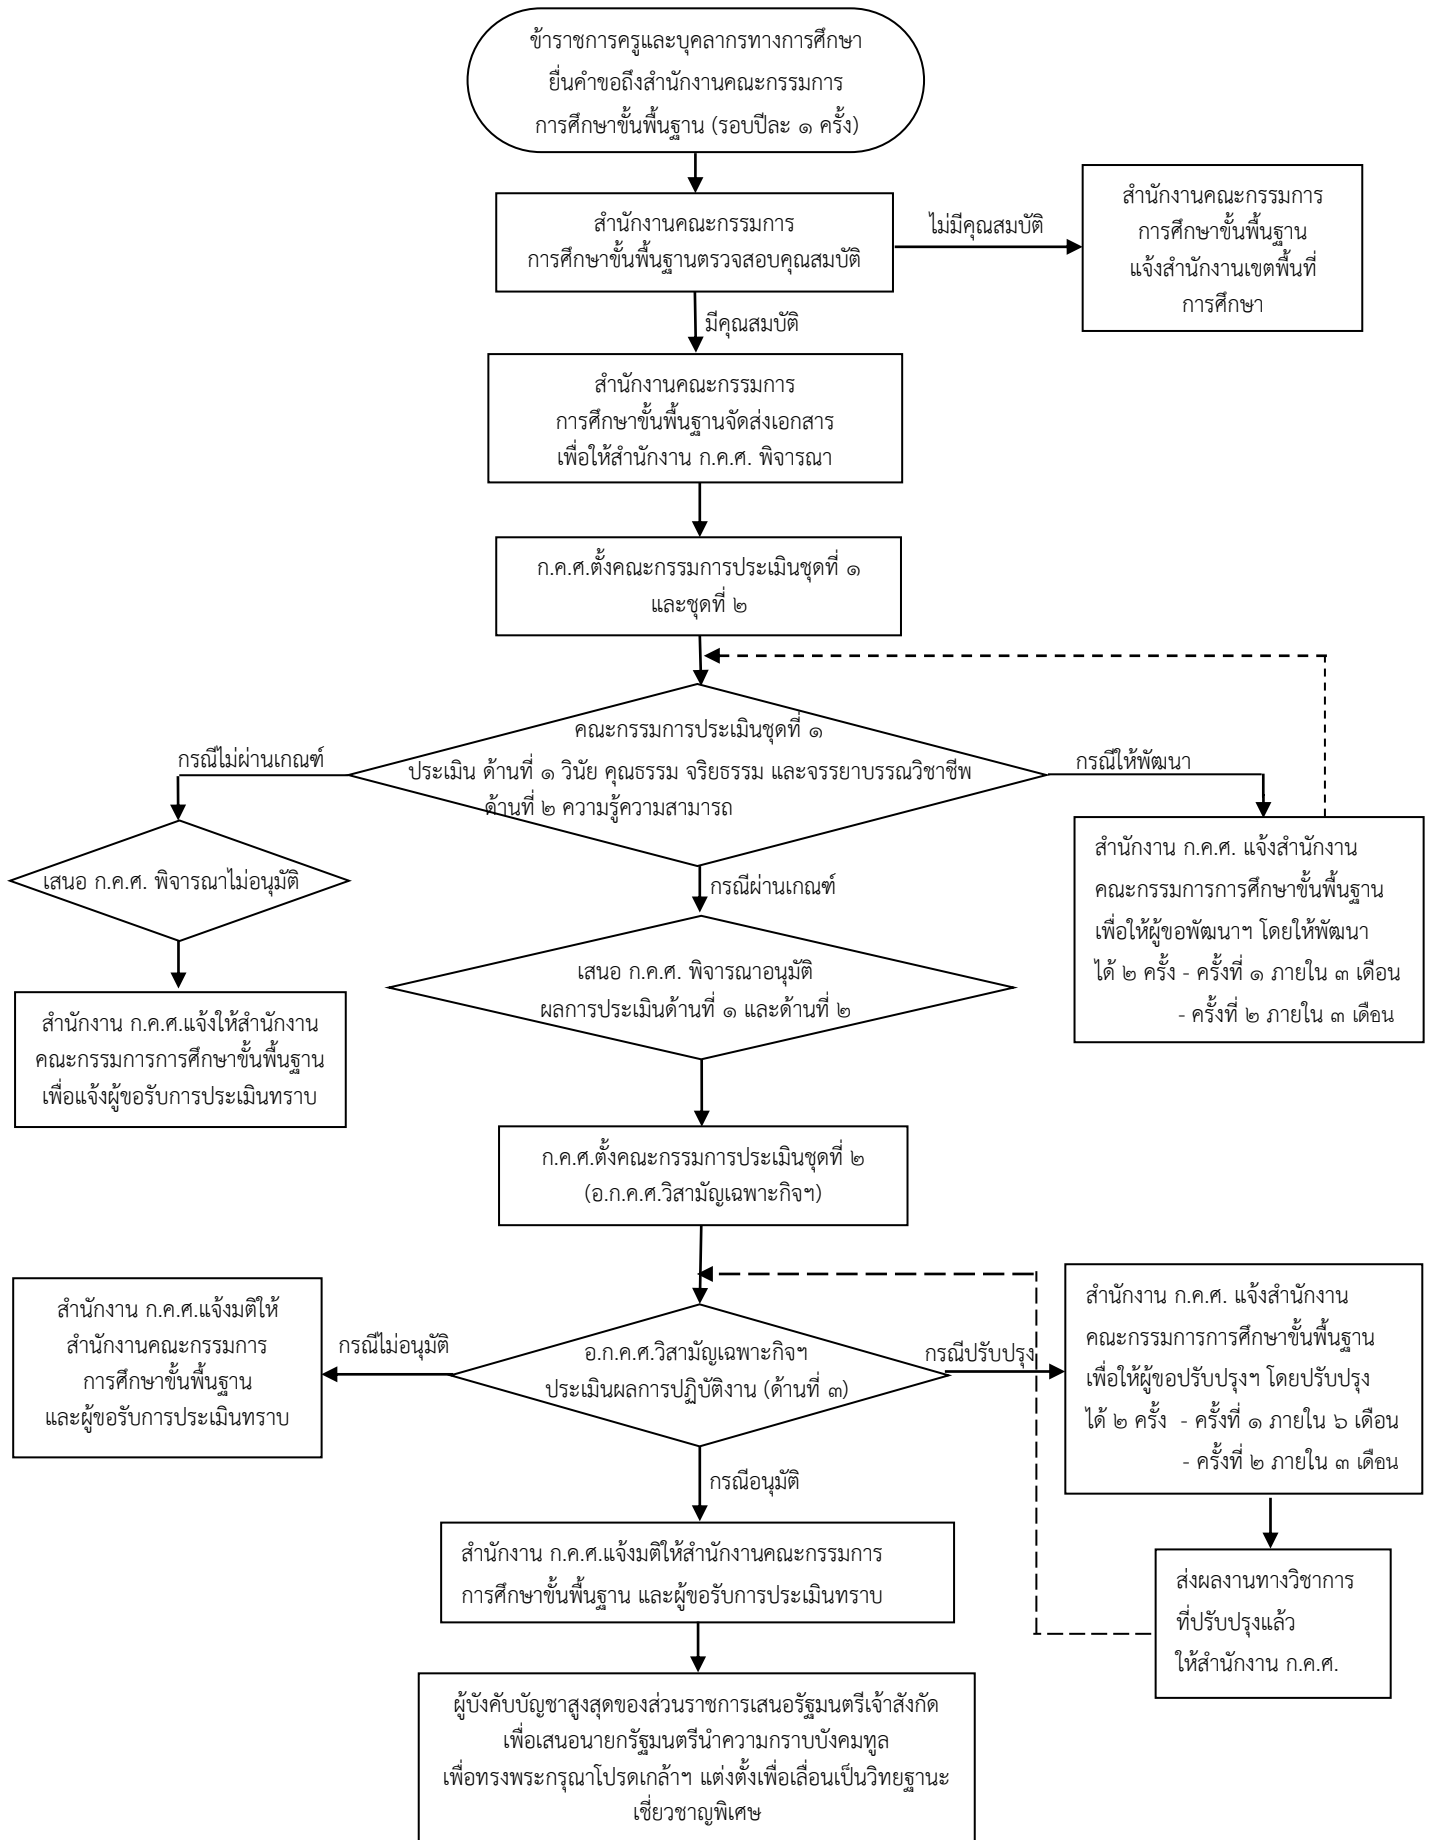 ข้าราชการครูและบุคลากรทางการศึกษา
ยื่นคำขอถึงสำนักงานคณะกรรมการ
การศึกษาขั้นพื้นฐาน (รอบปีละ ๑ ครั้ง)
สำนักงานคณะกรรมการ
การศึกษาขั้นพื้นฐานตรวจสอบคุณสมบัติ
ไม่มีคุณสมบัติ
สำนักงานคณะกรรมการ
การศึกษาขั้นพื้นฐาน
แจ้งสำนักงานเขตพื้นที่
การศึกษา
มีคุณสมบัติ
สำนักงานคณะกรรมการ
การศึกษาขั้นพื้นฐานจัดส่งเอกสาร
เพื่อให้สำนักงาน ก.ค.ศ. พิจารณา
ก.ค.ศ.ตั้งคณะกรรมการประเมินชุดที่ ๑
และชุดที่ ๒
คณะกรรมการประเมินชุดที่ ๑
ประเมิน ด้านที่ ๑ วินัย คุณธรรม จริยธรรม และจรรยาบรรณวิชาชีพ
ด้านที่ ๒ ความรู้ความสามารถ
กรณีไม่ผ่านเกณฑ์
กรณีให้พัฒนา
เสนอ ก.ค.ศ. พิจารณาไม่อนุมัติ
กรณีผ่านเกณฑ์
สำนักงาน ก.ค.ศ. แจ้งสำนักงาน
คณะกรรมการการศึกษาขั้นพื้นฐาน
เพื่อให้ผู้ขอพัฒนาฯ โดยให้พัฒนา
ได้ ๒ ครั้ง - ครั้งที่ ๑ ภายใน ๓ เดือน
- ครั้งที่ ๒ ภายใน ๓ เดือน
เสนอ ก.ค.ศ. พิจารณาอนุมัติ
ผลการประเมินด้านที่ ๑ และด้านที่ ๒
สำนักงาน ก.ค.ศ.แจ้งให้สำนักงาน
คณะกรรมการการศึกษาขั้นพื้นฐาน
เพื่อแจ้งผู้ขอรับการประเมินทราบ
ก.ค.ศ.ตั้งคณะกรรมการประเมินชุดที่ ๒
(อ.ก.ค.ศ.วิสามัญเฉพาะกิจฯ)
สำนักงาน ก.ค.ศ.แจ้งมติให้
สำนักงานคณะกรรมการ
การศึกษาขั้นพื้นฐาน
และผู้ขอรับการประเมินทราบ
กรณีไม่อนุมัติ
อ.ก.ค.ศ.วิสามัญเฉพาะกิจฯ
ประเมินผลการปฏิบัติงาน (ด้านที่ ๓)
กรณีปรับปรุง
สำนักงาน ก.ค.ศ. แจ้งสำนักงาน
คณะกรรมการการศึกษาขั้นพื้นฐาน
เพื่อให้ผู้ขอปรับปรุงฯ โดยปรับปรุง
ได้ ๒ ครั้ง - ครั้งที่ ๑ ภายใน ๖ เดือน
- ครั้งที่ ๒ ภายใน ๓ เดือน
กรณีอนุมัติ
สำนักงาน ก.ค.ศ.แจ้งมติให้สำนักงานคณะกรรมการ
การศึกษาขั้นพื้นฐาน และผู้ขอรับการประเมินทราบ
ส่งผลงานทางวิชาการ
ที่ปรับปรุงแล้ว
ให้สำนักงาน ก.ค.ศ.
ผู้บังคับบัญชาสูงสุดของส่วนราชการเสนอรัฐมนตรีเจ้าสังกัด
เพื่อเสนอนายกรัฐมนตรีนำความกราบบังคมทูล
เพื่อทรงพระกรุณาโปรดเกล้าฯ แต่งตั้งเพื่อเลื่อนเป็นวิทยฐานะ
เชี่ยวชาญพิเศษ